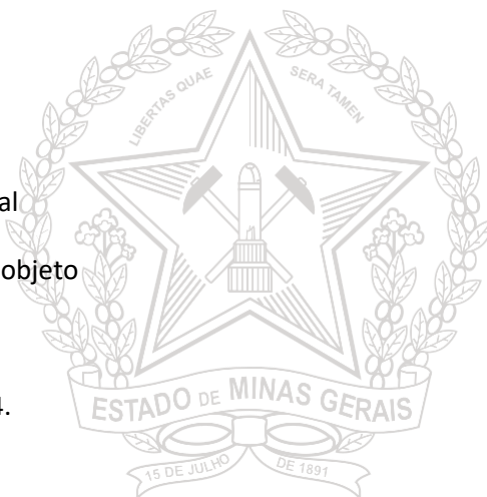 LIBERTAS QUAE SERA TAMEN
al
objeto
4.
ESTADO DE MINAS GERAIS
15 DE JULHO DE 1891